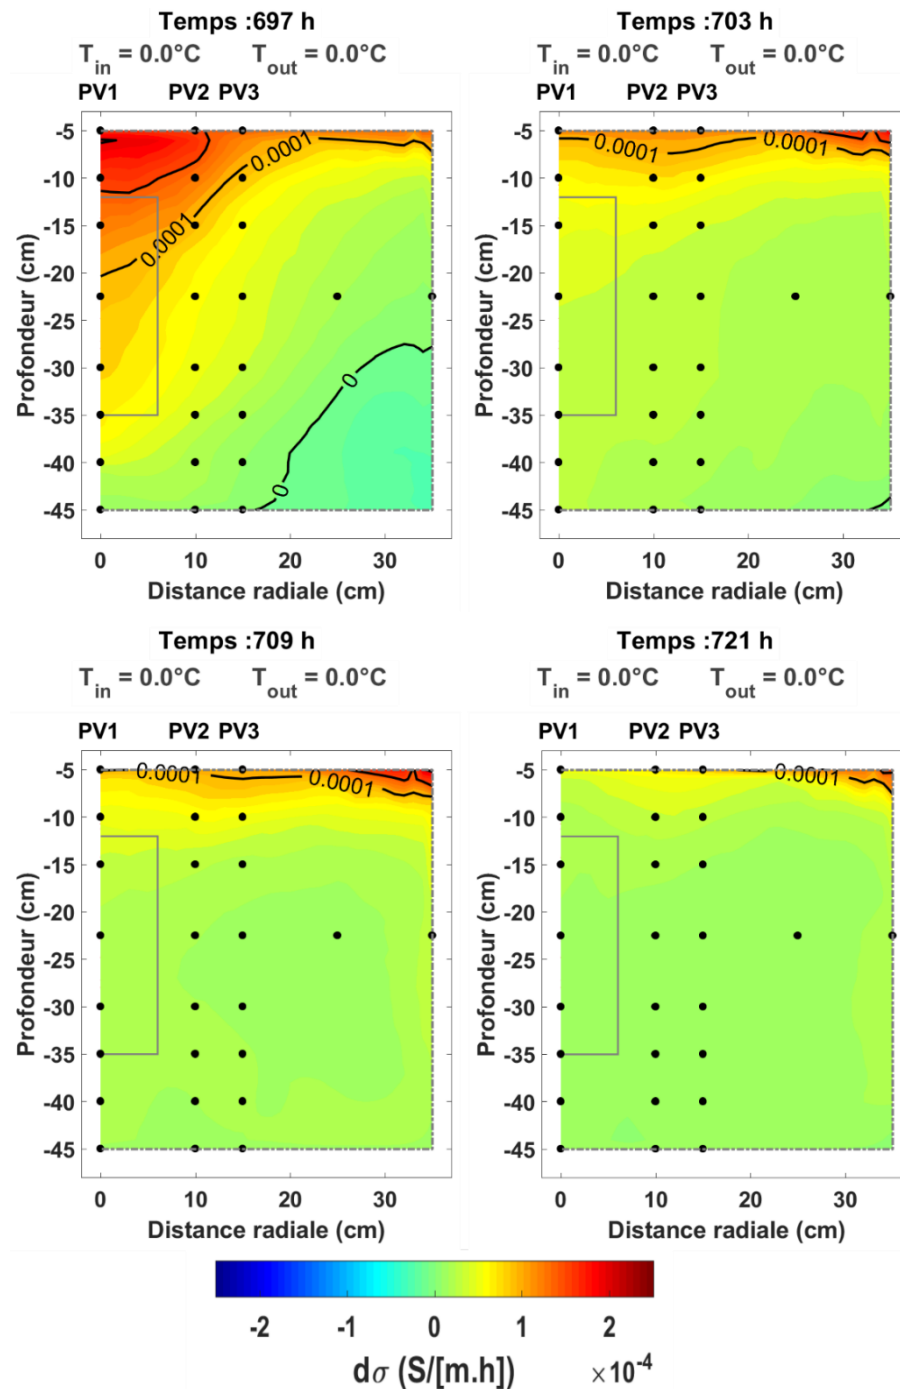 Temps :697 h
T_in = 0.0°C T_out = 0.0°C
PV1 PV2 PV3
-5
-10
-15
-20
-25
-30
-35
-40
-45
Profondeur (cm)
0.0001
0.0001
0
0
0 10 20 30
Distance radiale (cm)
Temps :703 h
T_in = 0.0°C T_out = 0.0°C
PV1 PV2 PV3
-5
-10
-15
-20
-25
-30
-35
-40
-45
Profondeur (cm)
0.0001 0.0001
0 10 20 30
Distance radiale (cm)
Temps :709 h
T_in = 0.0°C T_out = 0.0°C
PV1 PV2 PV3
-5
-10
-15
-20
-25
-30
-35
-40
-45
Profondeur (cm)
0.0001 0.0001
0 10 20 30
Distance radiale (cm)
Temps :721 h
T_in = 0.0°C T_out = 0.0°C
PV1 PV2 PV3
-5
-10
-15
-20
-25
-30
-35
-40
-45
Profondeur (cm)
0.0001
0 10 20 30
Distance radiale (cm)
-2 -1 0 1 2
dσ (S/[m.h]) ×10⁻⁴